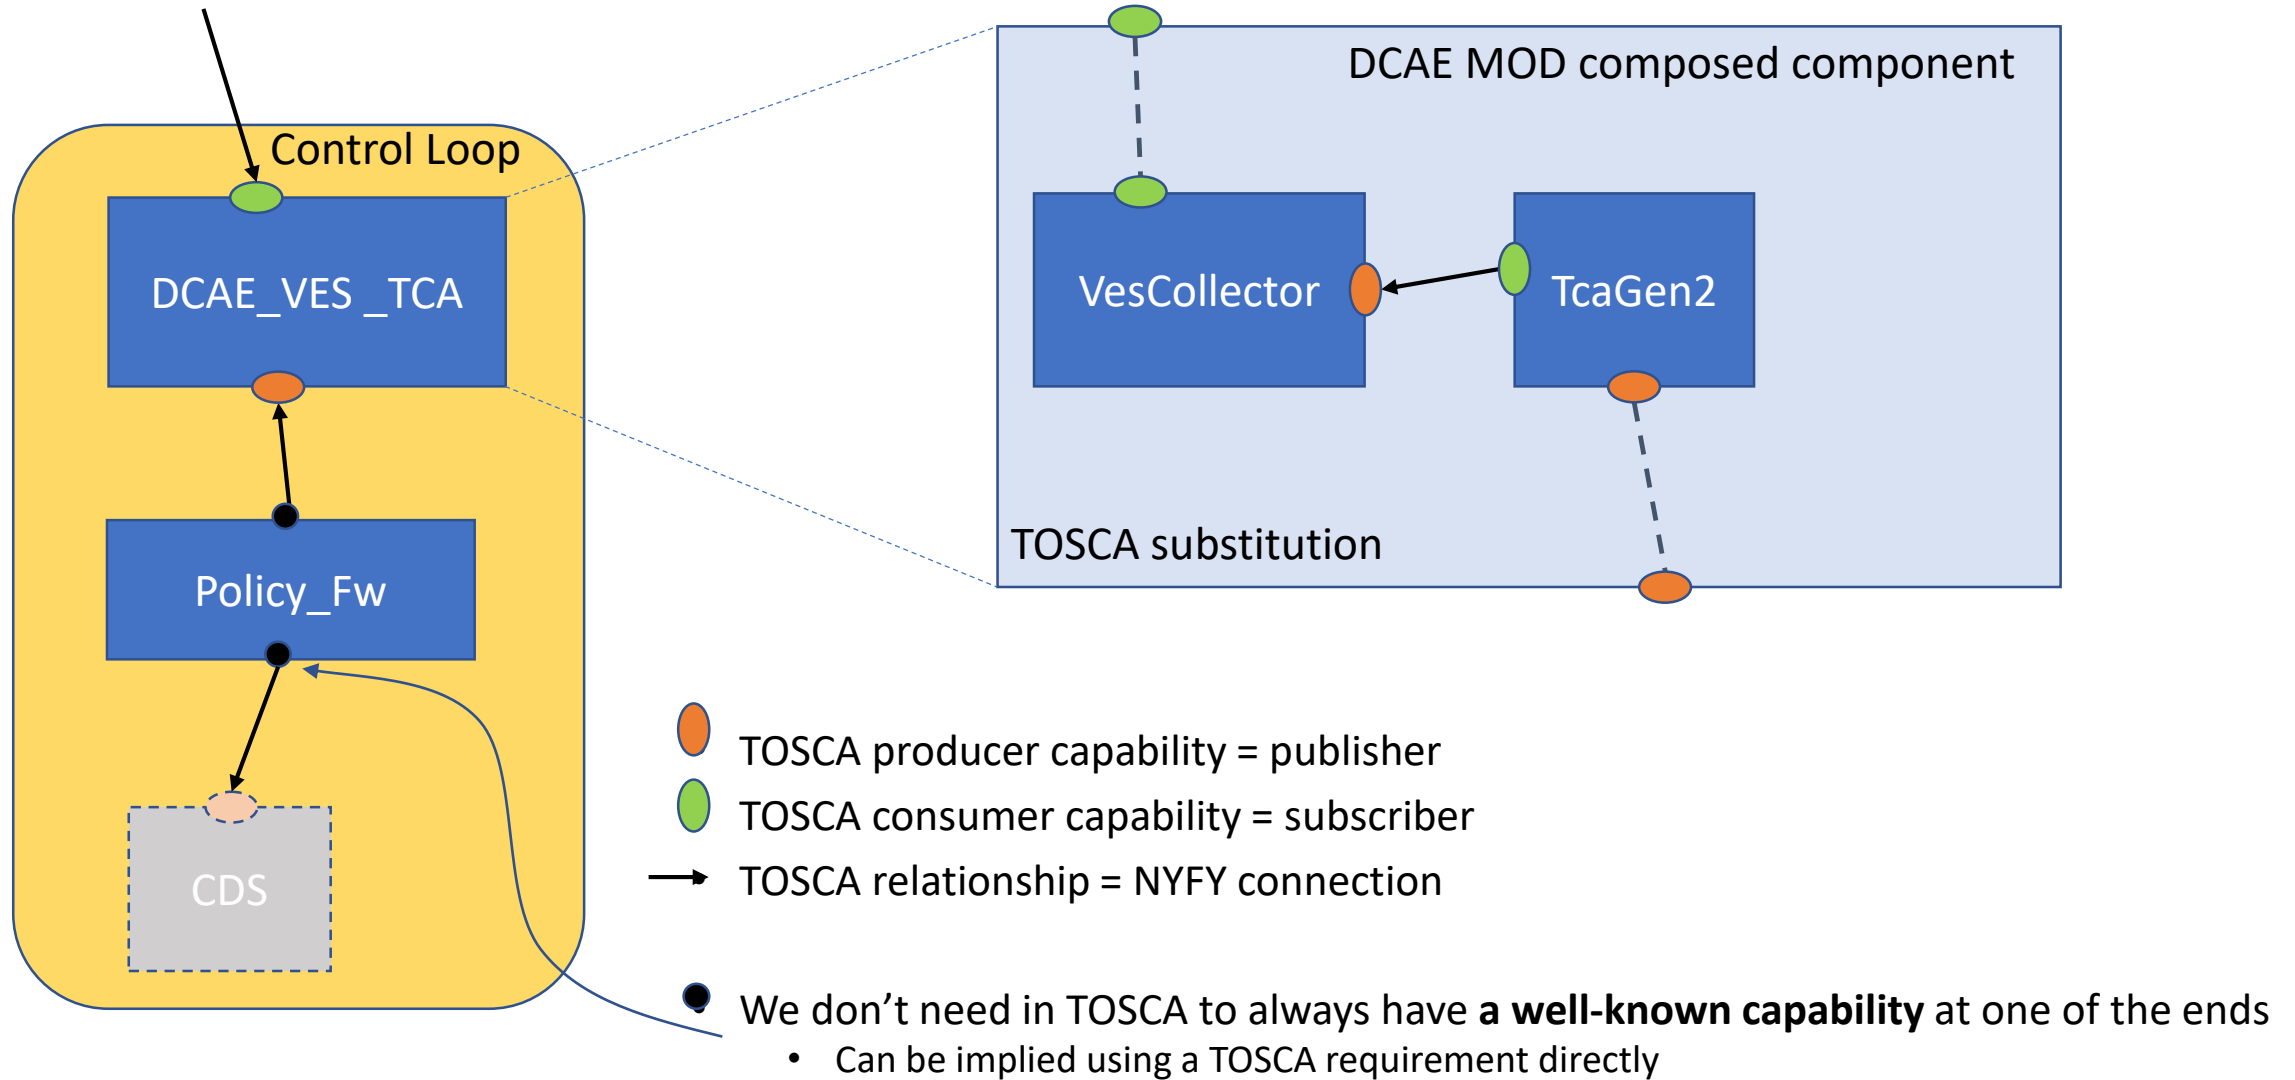 Control Loop
DCAE_VES _TCA
Policy_Fw
CDS
DCAE MOD composed component
VesCollector
TcaGen2
TOSCA substitution
TOSCA producer capability = publisher
TOSCA consumer capability = subscriber
TOSCA relationship = NYFY connection
We don’t need in TOSCA to always have a well-known capability at one of the ends
• Can be implied using a TOSCA requirement directly